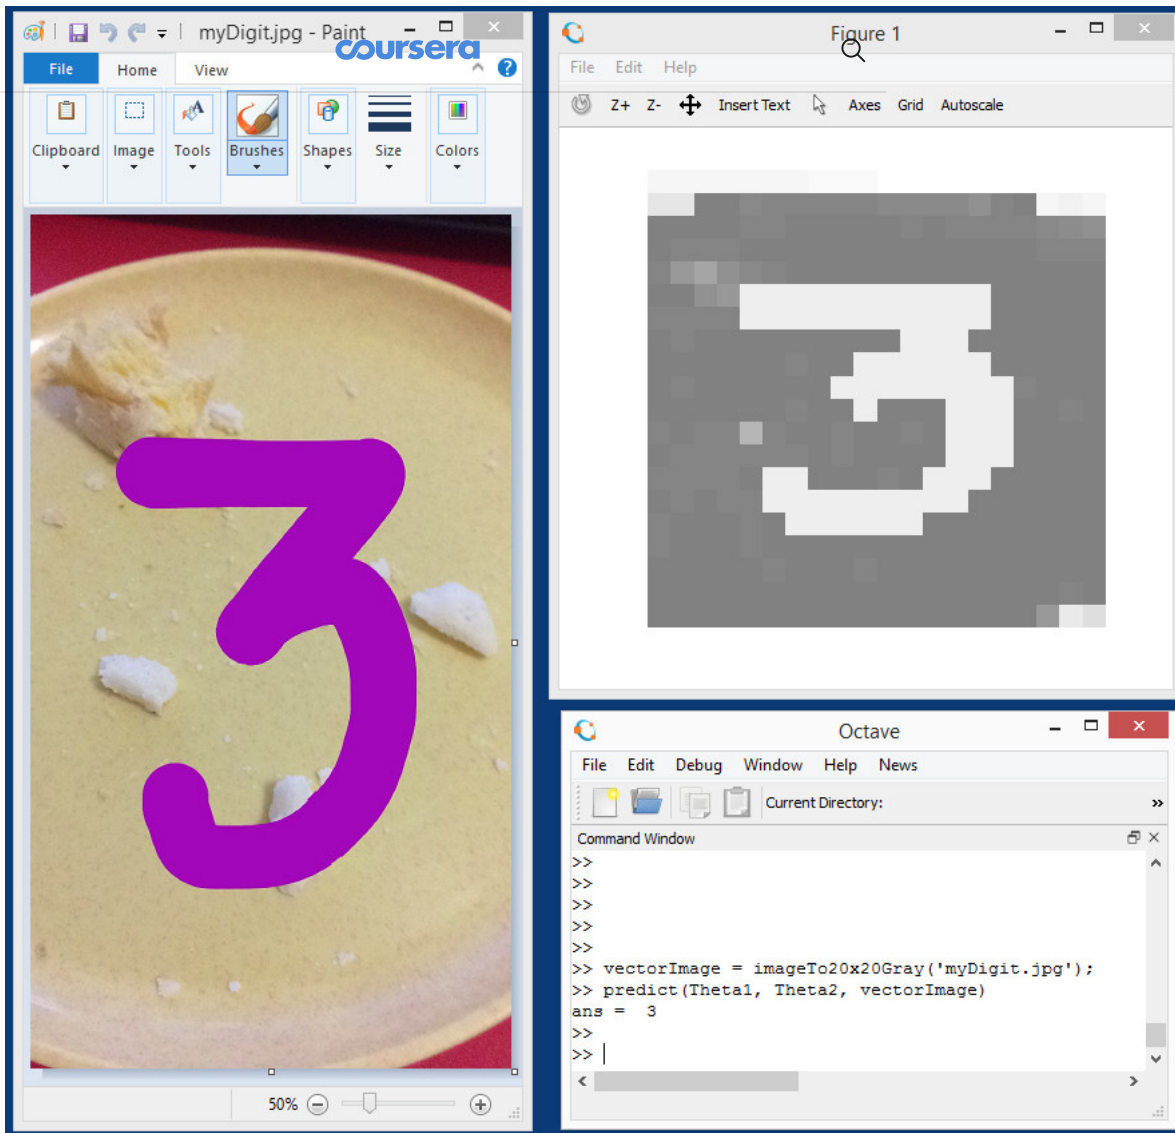 myDigit.jpg - Paint
coursera
File Home View
Clipboard Image Tools Brushes Shapes Size Colors
3
50%
Figure 1
File Edit Help
Z+ Z- Insert Text Axes Grid Autoscale
3
Octave
File Edit Debug Window Help News
Current Directory:
»
Command Window
>>
>>
>>
>>
>>
>> vectorImage = imageTo20x20Gray('myDigit.jpg');
>> predict(Theta1, Theta2, vectorImage)
ans = 3
>>
>>